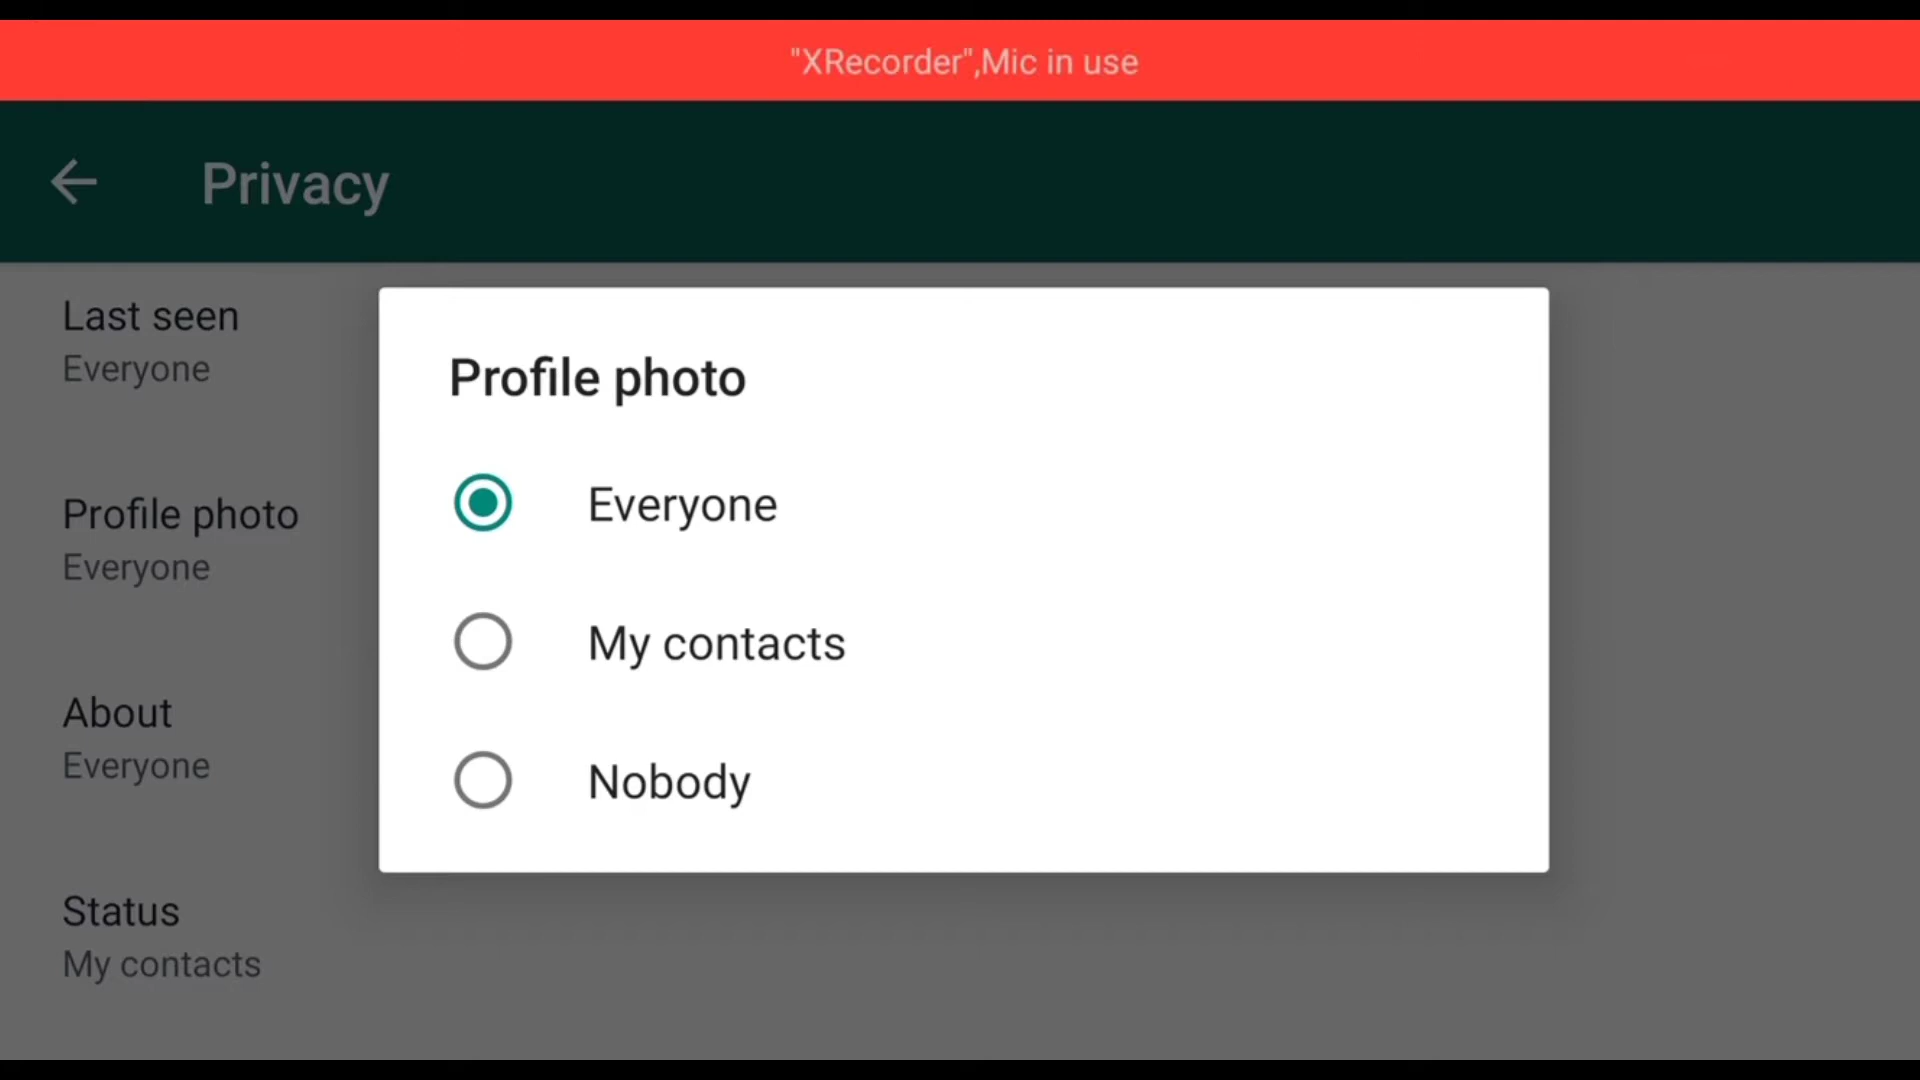 "XRecorder",Mic in use
Privacy
Last seen
Everyone
Profile photo
Everyone
About
Everyone
Status
My contacts
Profile photo
Everyone
My contacts
Nobody